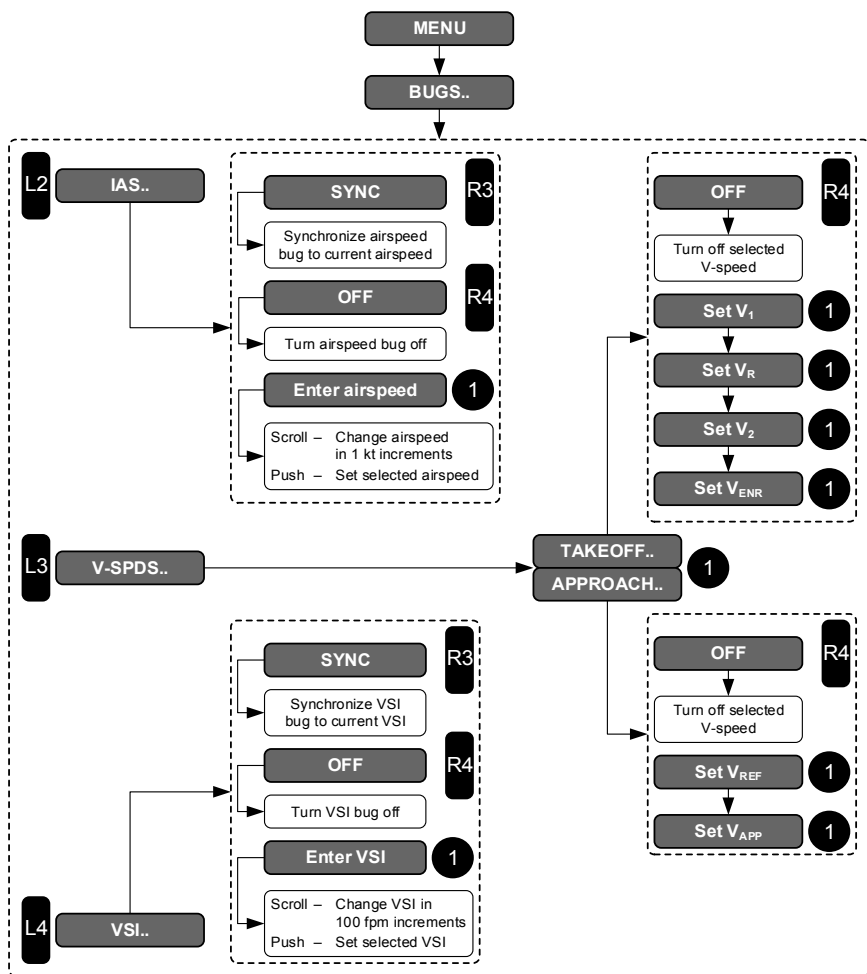 MENU
BUGS..
L2
IAS..
SYNC
R3
Synchronize airspeed
bug to current airspeed
OFF
R4
Turn airspeed bug off
Enter airspeed
1
Scroll – Change airspeed
in 1 kt increments
Push – Set selected airspeed
OFF
R4
Turn off selected
V-speed
Set V1
1
Set VR
1
Set V2
1
Set VENR
1
L3
V-SPDS..
TAKEOFF..
APPROACH..
1
SYNC
R3
Synchronize VSI
bug to current VSI
OFF
R4
Turn VSI bug off
Enter VSI
1
Scroll – Change VSI in
100 fpm increments
Push – Set selected VSI
L4
VSI..
OFF
R4
Turn off selected
V-speed
Set VREF
1
Set VAPP
1